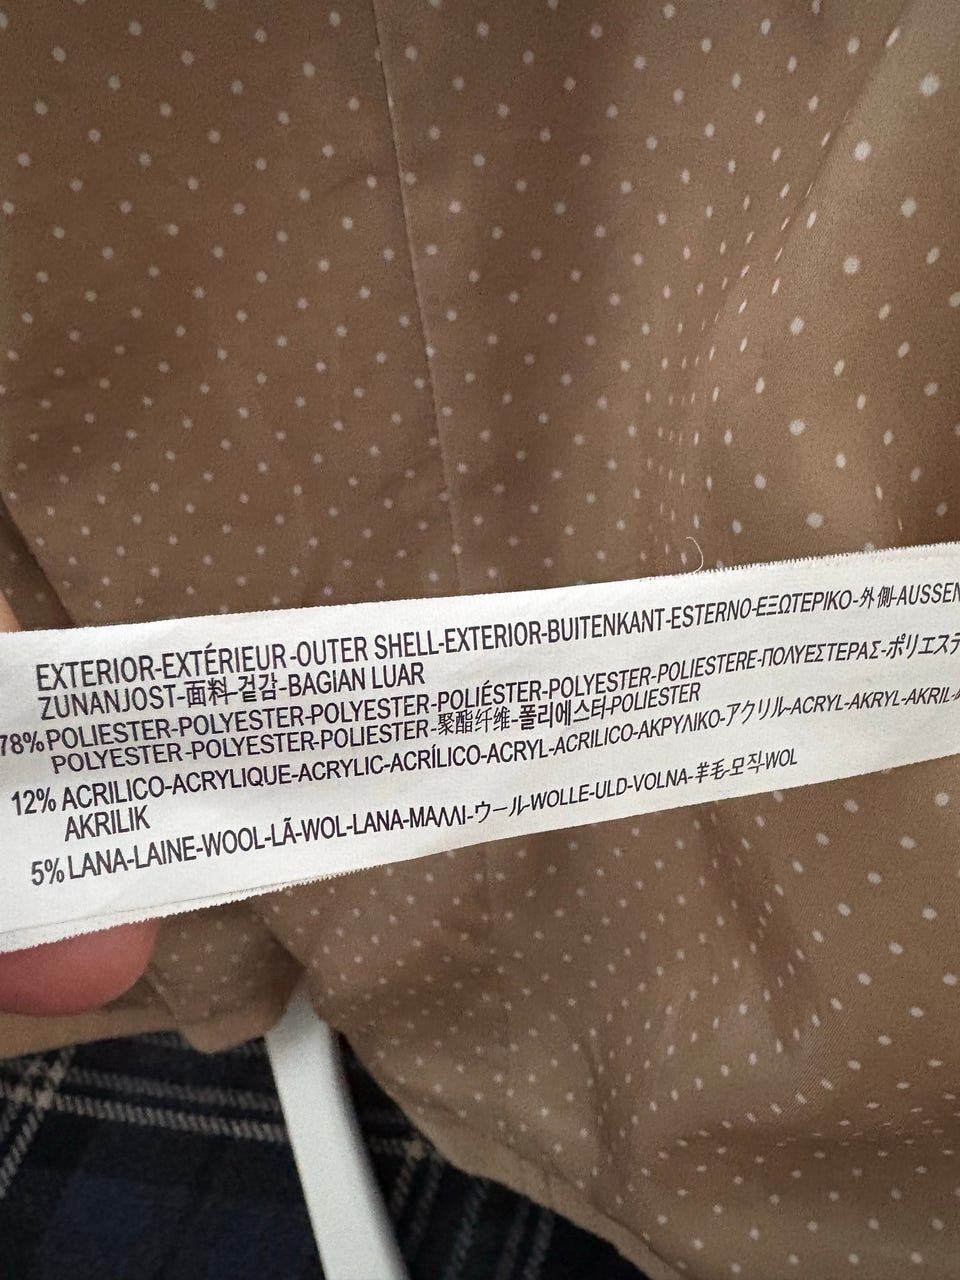 EXTERIOR-EXTÉRIEUR-OUTER SHELL-EXTERIOR-BUITENKANT-ESTERNO-ΕΞΩΤΕΡΙΚΟ-外側-AUSSEN
ZUNANJOST-面料-겉감-BAGIAN LUAR
78% POLIESTER-POLYESTER-POLYESTER-POLIÉSTER-POLYESTER-POLIESTERE-ΠΟΛΥΕΣΤΕΡΑΣ-ポリエステ
POLYESTER-POLYESTER-POLIESTER-聚酯纤维-폴리에스터-POLIESTER
12% ACRILICO-ACRYLIQUE-ACRYLIC-ACRÍLICO-ACRYL-ACRILICO-ΑΚΡΥΛΙΚΟ-アクリル-ACRYL-AKRYL-AKRIL-
AKRILIK
5% LANA-LAINE-WOOL-LÃ-WOL-LANA-ΜΑΛΛΙ-ウール-WOLLE-ULD-VOLNA-羊毛-모직-WOL